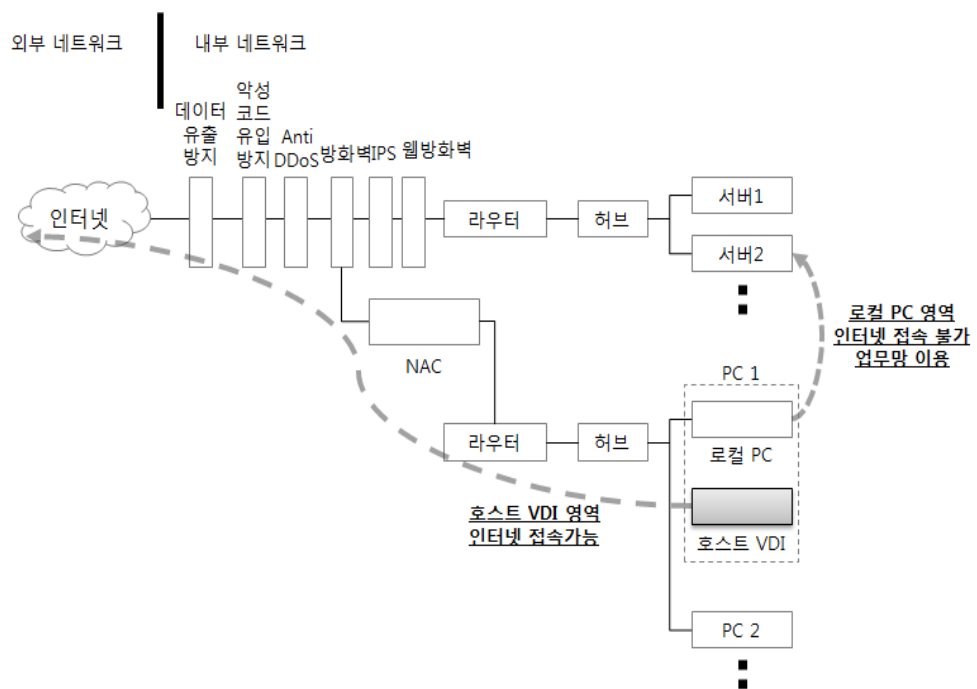 외부 네트워크
내부 네트워크
데이터
유출
방지
악성
코드
유입
방지
Anti
DDoS
방화벽
IPS
웹방화벽
인터넷
라우터
허브
서버1
서버2
로컬 PC 영역
인터넷 접속 불가
업무망 이용
NAC
PC 1
라우터
허브
로컬 PC
호스트 VDI 영역
인터넷 접속가능
호스트 VDI
PC 2